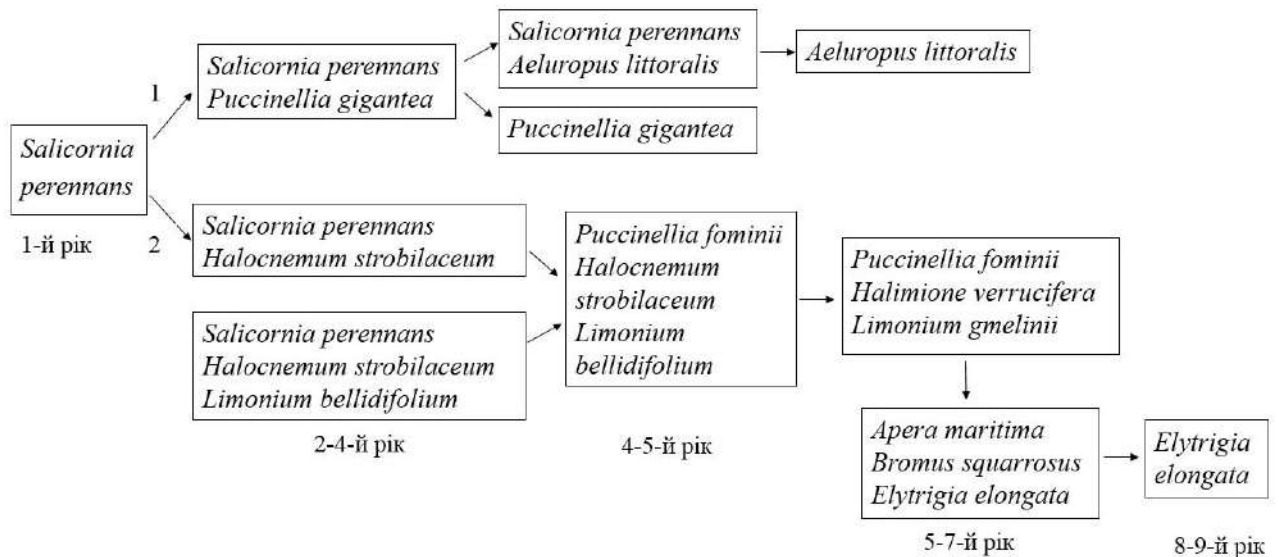 Salicornia perennans
Aeluropus littoralis
Aeluropus littoralis
Salicornia perennans
Puccinellia gigantea
1
Puccinellia gigantea
Salicornia
perennans
1-й рік
2
Salicornia perennans
Halocnemum strobilaceum
Salicornia perennans
Halocnemum strobilaceum
Limonium bellidifolium
2-4-й рік
Puccinellia fominii
Halocnemum
strobilaceum
Limonium
bellidifolium
4-5-й рік
Puccinellia fominii
Halimione verrucifera
Limonium gmelinii
Apera maritima
Bromus squarrosus
Elytrigia elongata
5-7-й рік
Elytrigia
elongata
8-9-й рік